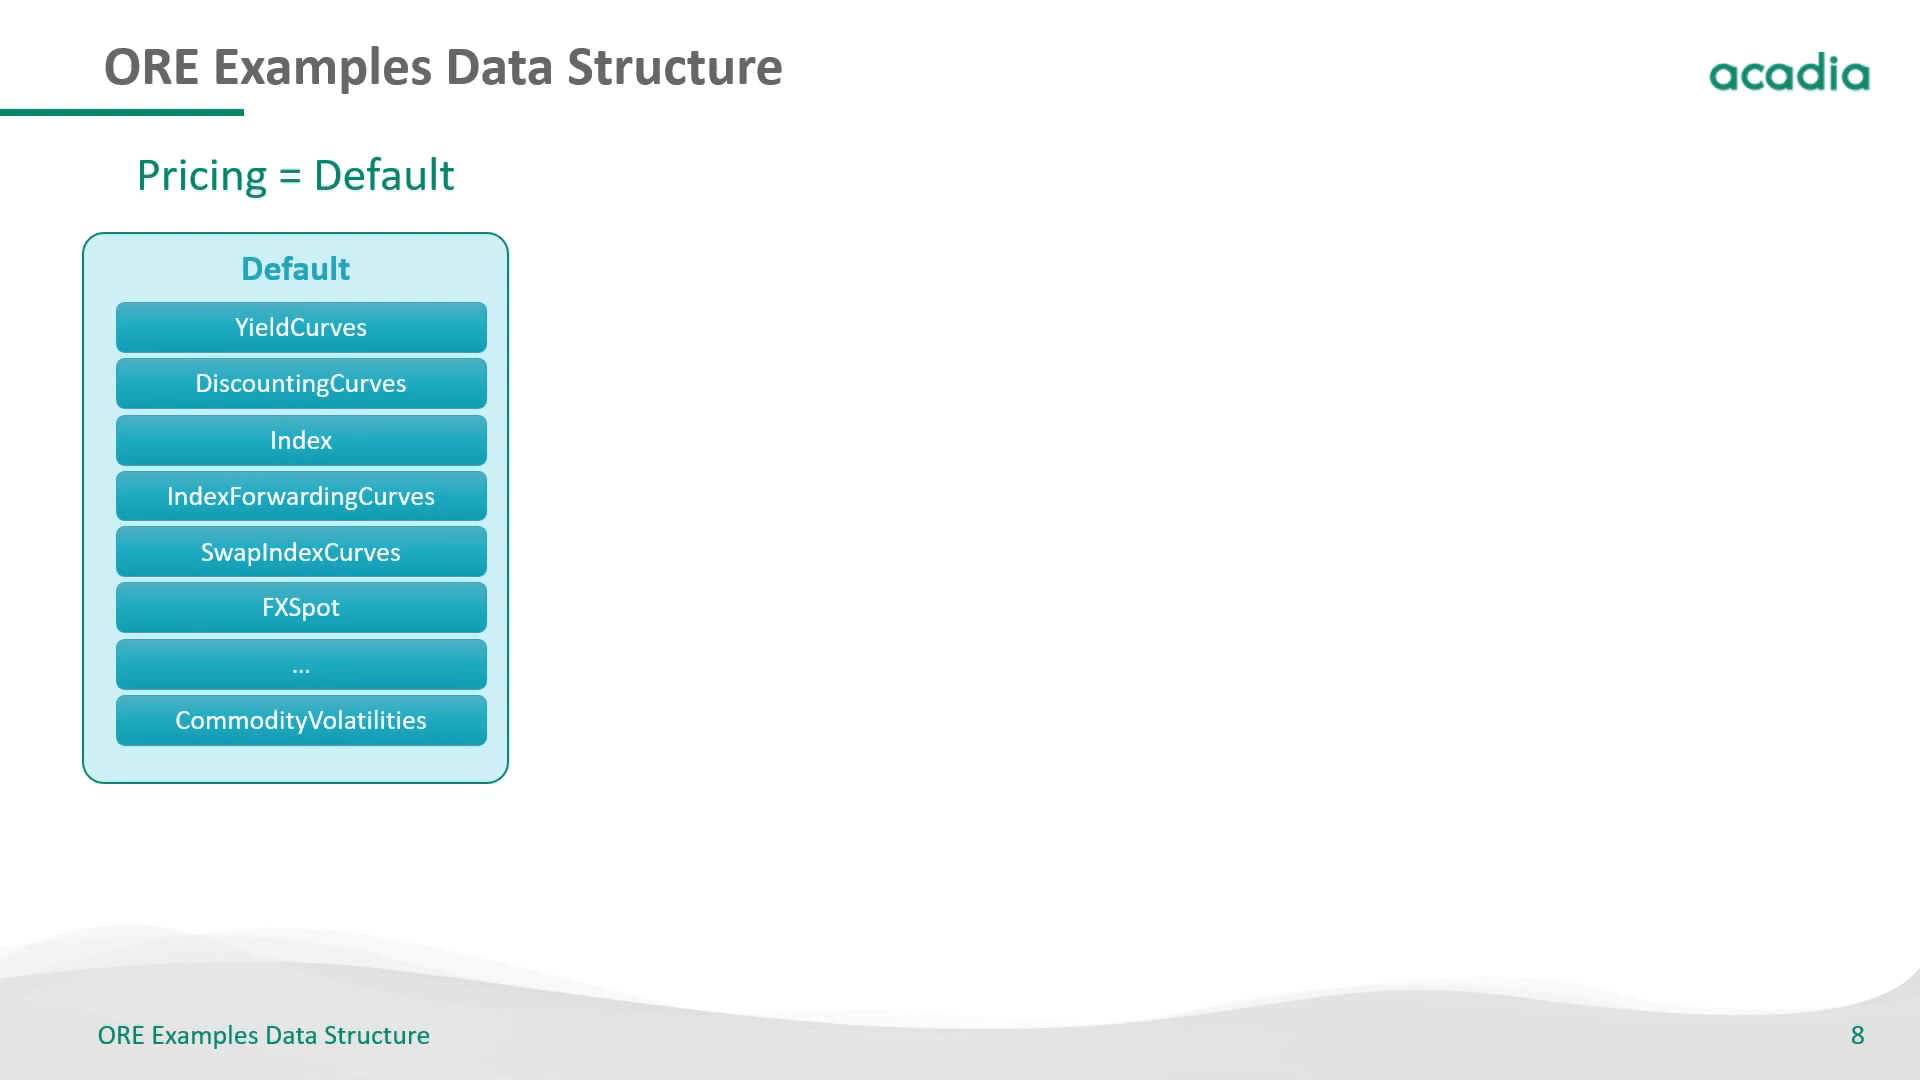 ORE Examples Data Structure
acadia
Pricing = Default
Default
YieldCurves
DiscountingCurves
Index
IndexForwardingCurves
SwapIndexCurves
FXSpot
...
CommodityVolatilities
ORE Examples Data Structure
8